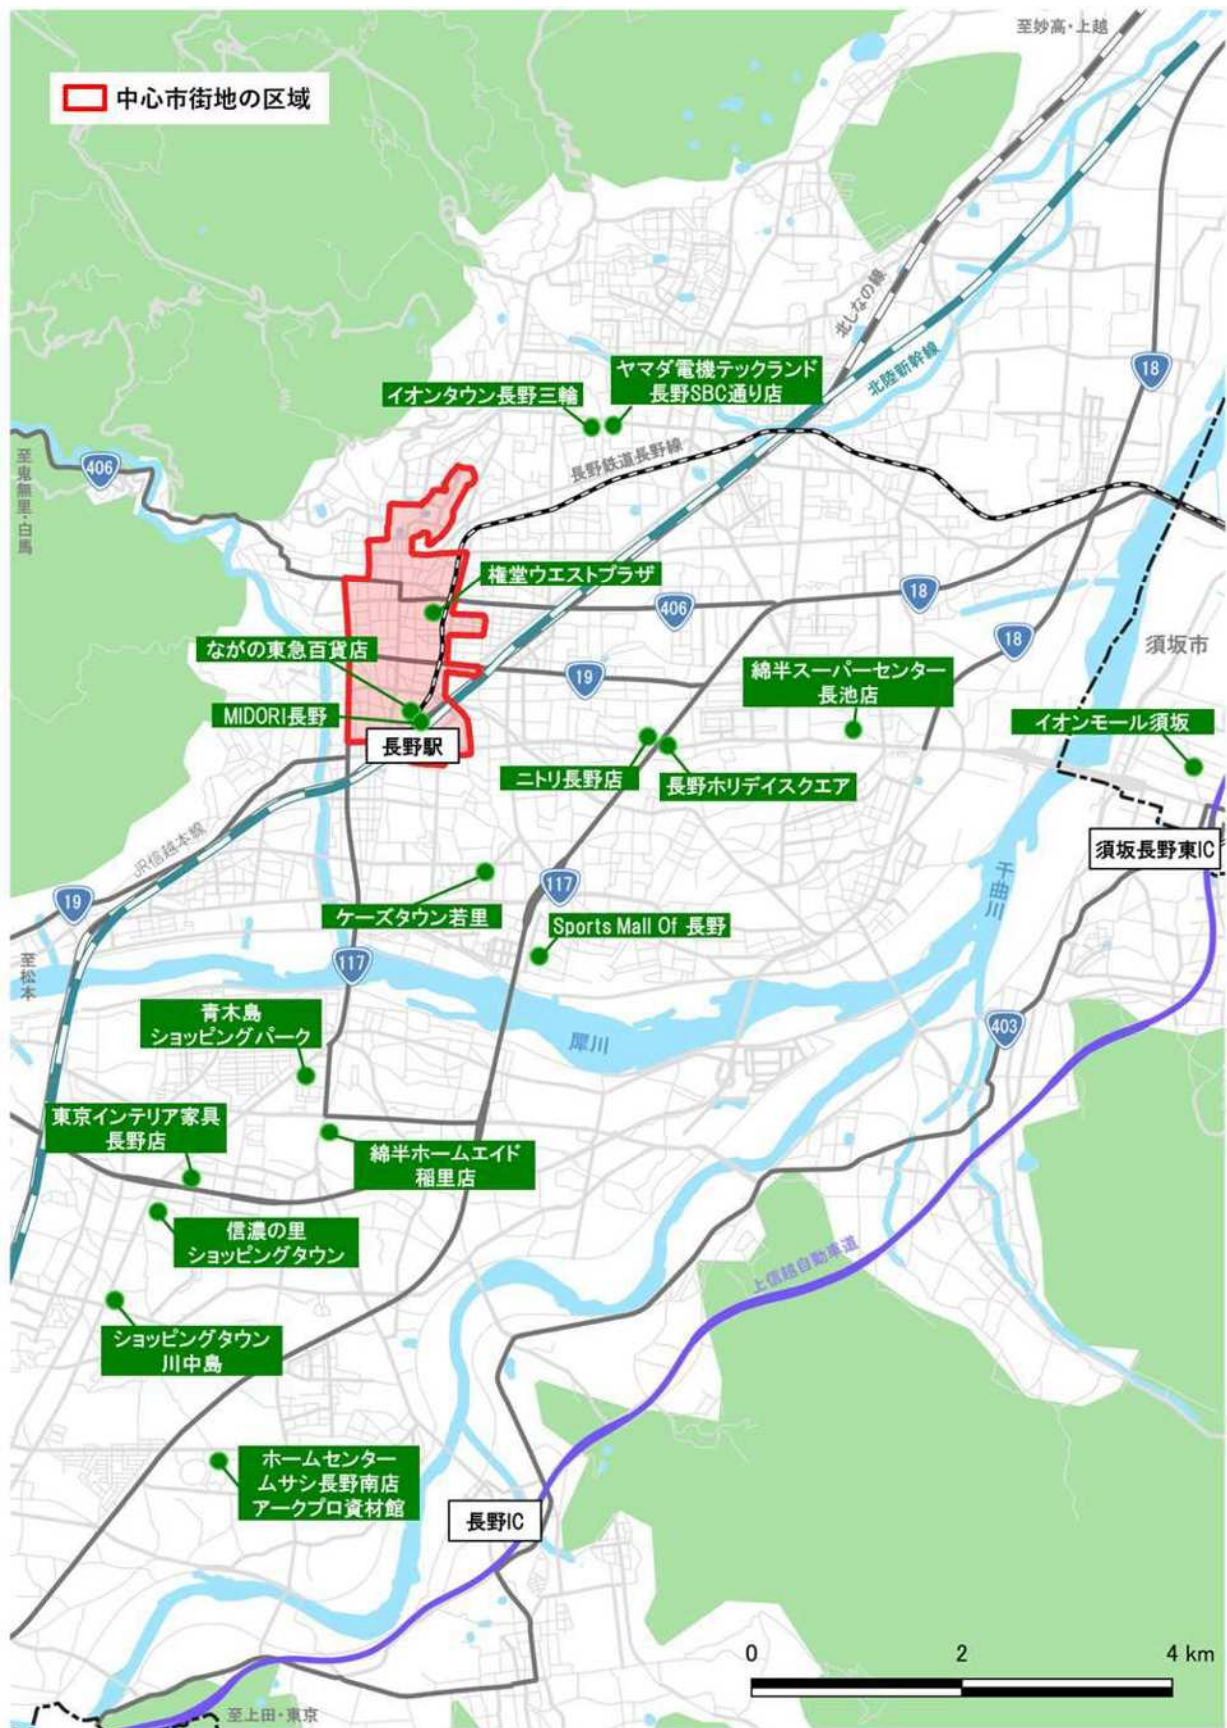 至妙高・上越
中心市街地の区域
北しなの線
北陸新幹線
18
ヤマダ電機テックランド
長野SBC通り店
イオンタウン長野三輪
長野鉄道長野線
406
至鬼無里・白馬
権堂ウエストプラザ
406
18
18
須坂市
ながの東急百貨店
19
綿半スーパーセンター
長池店
MIDORI長野
イオンモール須坂
長野駅
ニトリ長野店
長野ホリデイスクエア
JR信越本線
須坂長野東IC
19
117
千曲川
ケーズタウン若里
Sports Mall Of 長野
至松本
117
青木島
ショッピングパーク
犀川
403
東京インテリア家具
長野店
綿半ホームエイド
稲里店
信濃の里
ショッピングタウン
上信越自動車道
ショッピングタウン
川中島
ホームセンター
ムサシ長野南店
アークプロ資材館
長野IC
0 2 4 km
至上田・東京